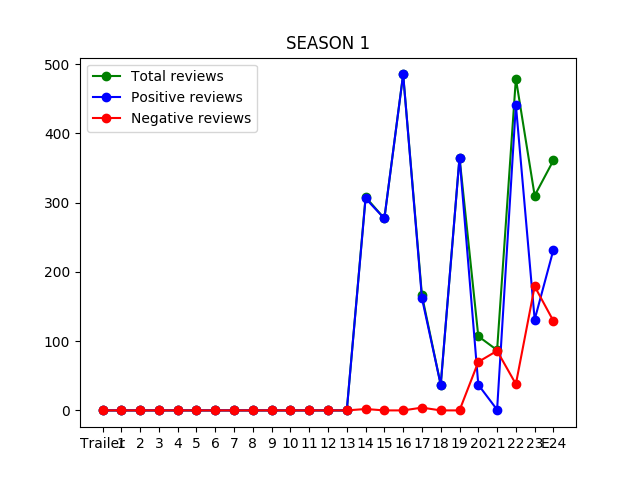 SEASON 1
500
400
300
200
100
0
Total reviews
Positive reviews
Negative reviews
Trailer 1 2 3 4 5 6 7 8 9 10 11 12 13 14 15 16 17 18 19 20 21 22 23 E24